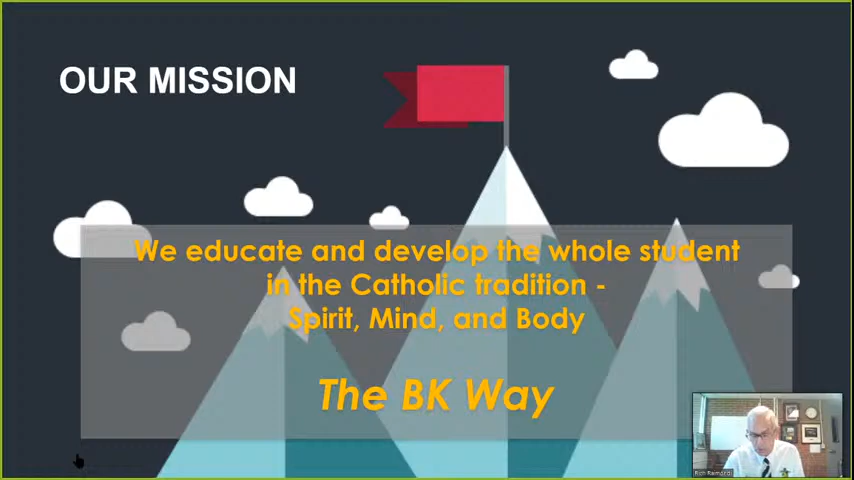 OUR MISSION
We educate and develop the whole student
in the Catholic tradition -
Spirit, Mind, and Body
The BK Way